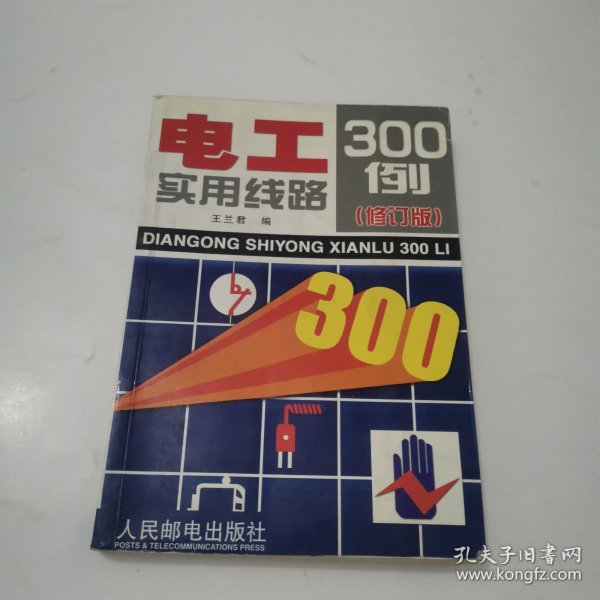 电工
实用线路
300
例
(修订版)
王兰君 编
DIANGONG SHIYONG XIANLU 300 LI
300
人民邮电出版社
POSTS & TELECOMMUNICATIONS PRESS
孔夫子旧书网
www.kongfz.com